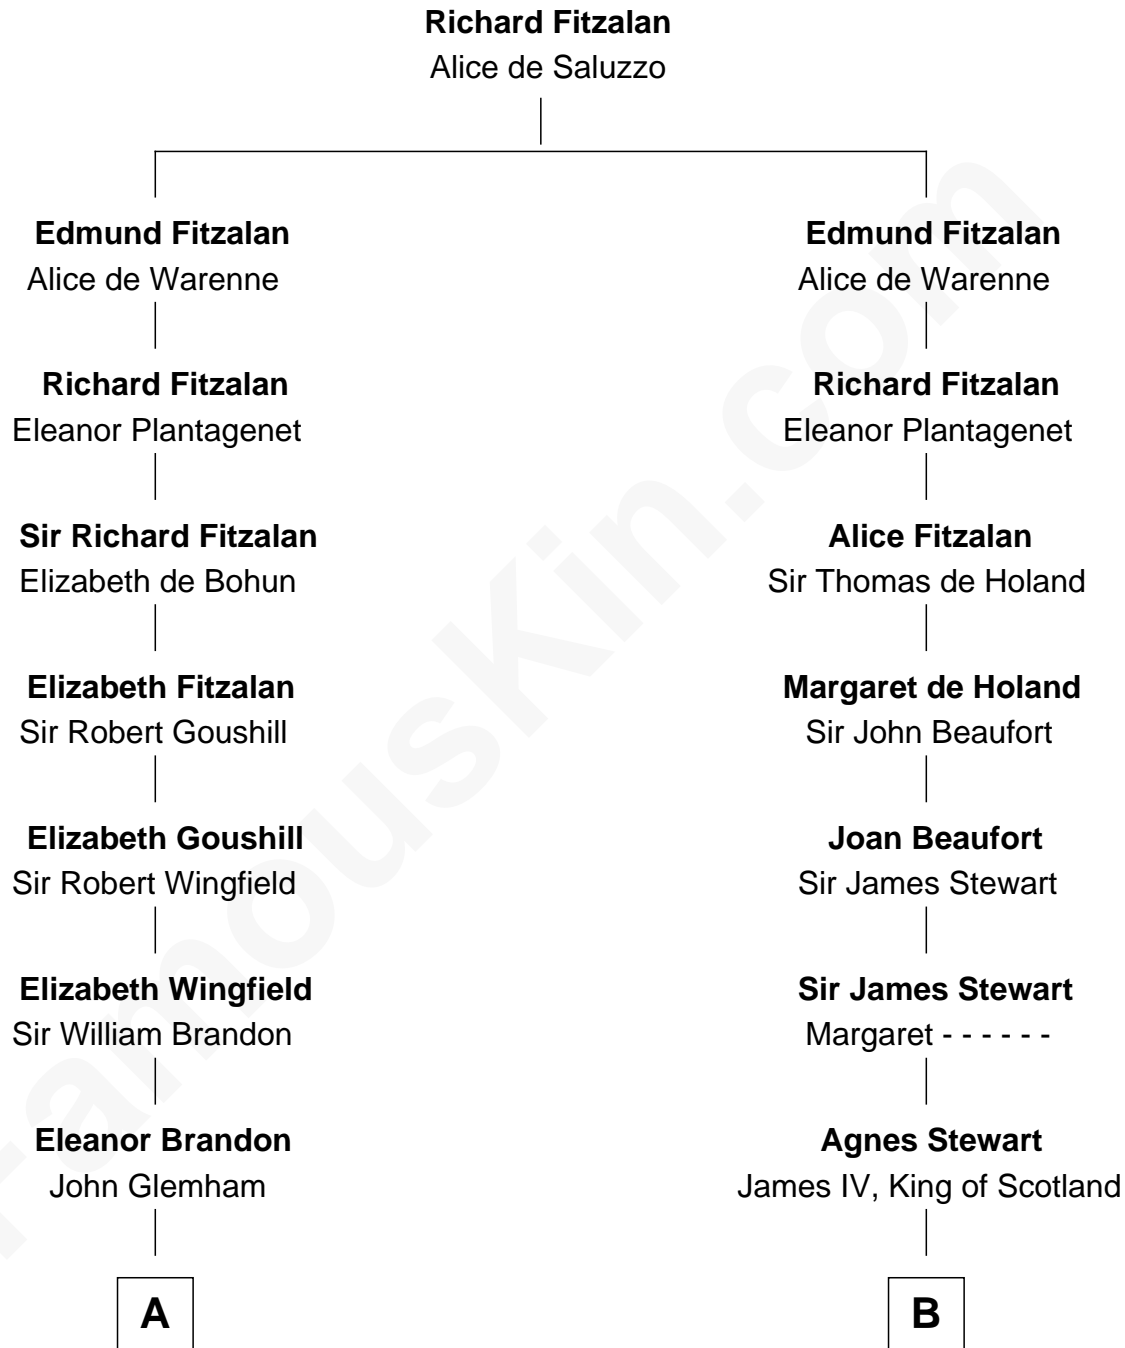 Richard Fitzalan
Alice de Saluzzo
Edmund Fitzalan
Alice de Warenne
Richard Fitzalan
Eleanor Plantagenet
Sir Richard Fitzalan
Elizabeth de Bohun
Elizabeth Fitzalan
Sir Robert Goushill
Elizabeth Goushill
Sir Robert Wingfield
Elizabeth Wingfield
Sir William Brandon
Eleanor Brandon
John Glemham
A
Edmund Fitzalan
Alice de Warenne
Richard Fitzalan
Eleanor Plantagenet
Alice Fitzalan
Sir Thomas de Holand
Margaret de Holand
Sir John Beaufort
Joan Beaufort
Sir James Stewart
Sir James Stewart
Margaret - - - - - -
Agnes Stewart
James IV, King of Scotland
B
FamousKin.com